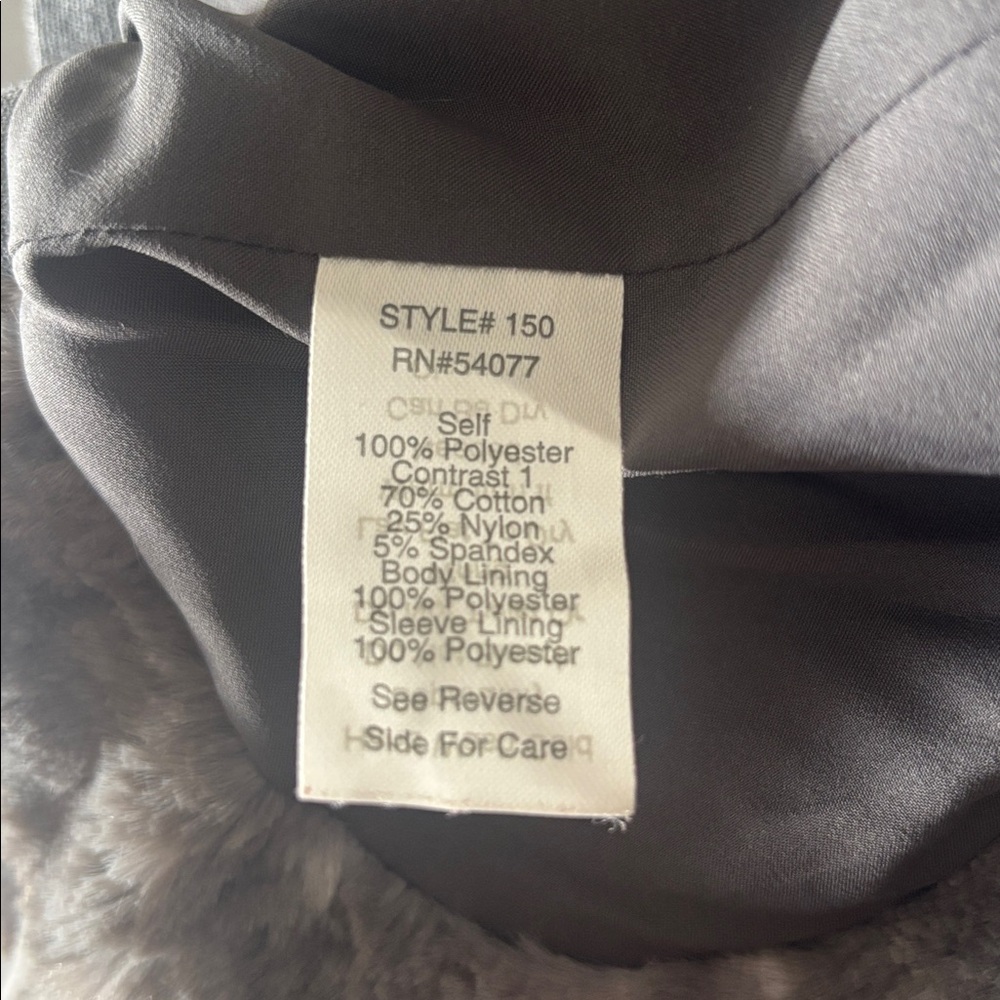 STYLE# 150
RN#54077
Self
100% Polyester
Contrast 1
70% Cotton
25% Nylon
5% Spandex
Body Lining
100% Polyester
Sleeve Lining
100% Polyester
See Reverse
Side For Care